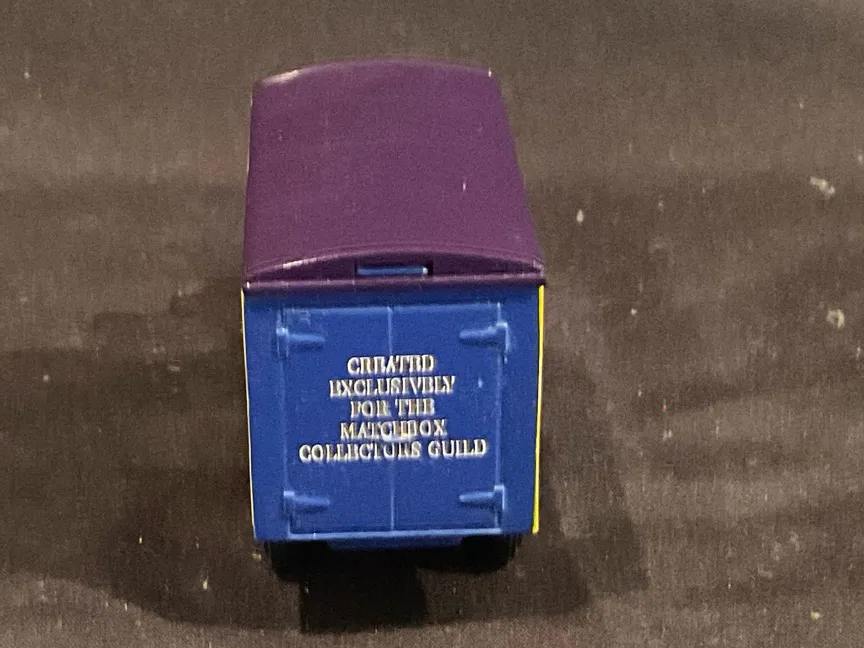 CREATED
EXCLUSIVELY
FOR THE
MATCHBOX
COLLECTORS GUILD